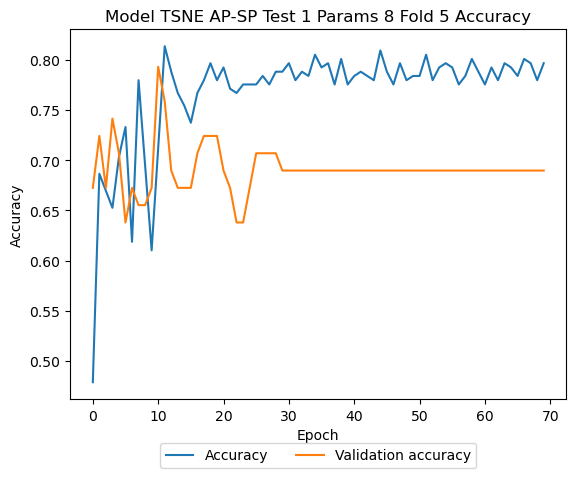 Model TSNE AP-SP Test 1 Params 8 Fold 5 Accuracy
0.80
0.75
0.70
0.65
0.60
0.55
0.50
Accuracy
0 10 20 30 40 50 60 70
Epoch
Accuracy Validation accuracy